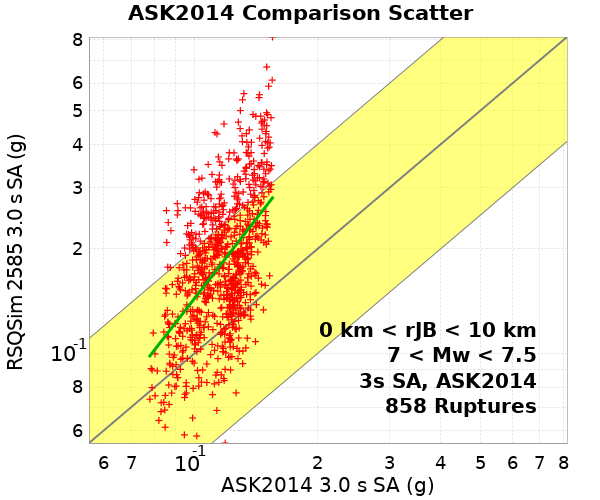 ASK2014 Comparison Scatter
RSQSim 2585 3.0 s SA (g)
8
6
5
4
3
2
10-1
8
6
0 km < rJB < 10 km
7 < Mw < 7.5
3s SA, ASK2014
858 Ruptures
6 7 10-1 2 3 4 5 6 7 8
ASK2014 3.0 s SA (g)